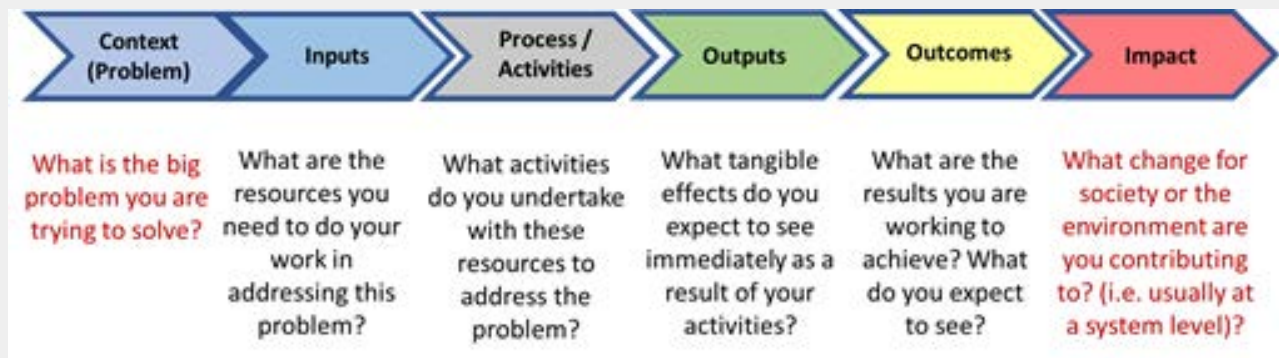 Context
(Problem)
Inputs
Process /
Activities
Outputs
Outcomes
Impact
What is the big
problem you are
trying to solve?
What are the
resources you
need to do your
work in
addressing this
problem?
What activities
do you undertake
with these
resources to
address the
problem?
What tangible
effects do you
expect to see
immediately as a
result of your
activities?
What are the
results you are
working to
achieve? What
do you expect
to see?
What change for
society or the
environment are
you contributing
to? (i.e. usually at
a system level)?